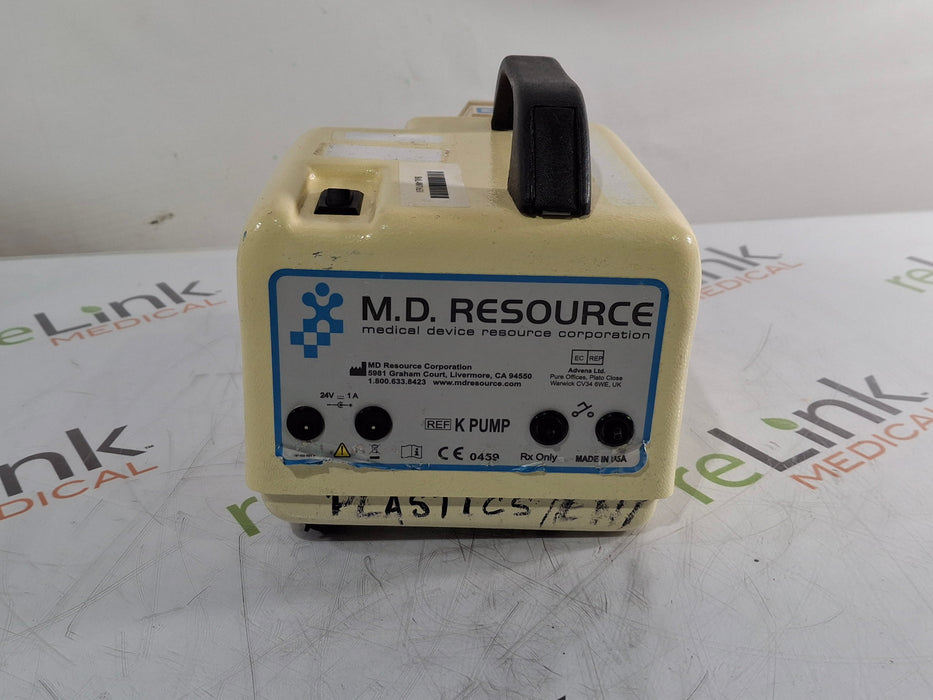 M.D. RESOURCE
medical device resource corporation
MD Resource Corporation
5981 Graham Court, Livermore, CA 94550
1.800.633.8423 www.mdresource.com
EC REP
Advena Ltd.
Pure Offices, Plato Close
Warwick CV34 6WE, UK
24V 1A
REF K PUMP
CE 0459
Rx Only
MADE IN USA
PLASTICS/ENT
reLink
MEDICAL
reLink
MEDICAL
reLink
MEDICAL
reLink
MEDICAL